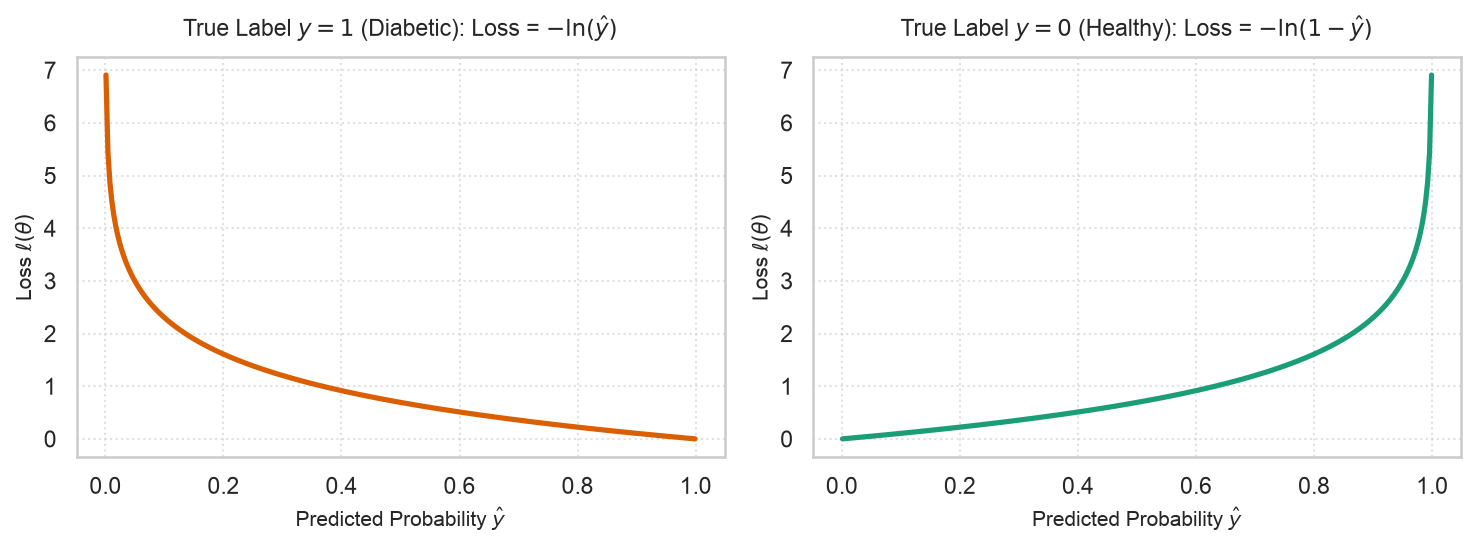 True Label y = 1 (Diabetic): Loss = −ln(ŷ)
7
6
5
4
3
2
1
0
Loss ℓ(θ)
0.0 0.2 0.4 0.6 0.8 1.0
Predicted Probability ŷ
True Label y = 0 (Healthy): Loss = −ln(1 − ŷ)
7
6
5
4
3
2
1
0
Loss ℓ(θ)
0.0 0.2 0.4 0.6 0.8 1.0
Predicted Probability ŷ